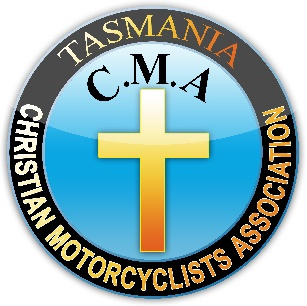 TASMANIA
C.M.A
CHRISTIAN MOTORCYCLISTS ASSOCIATION